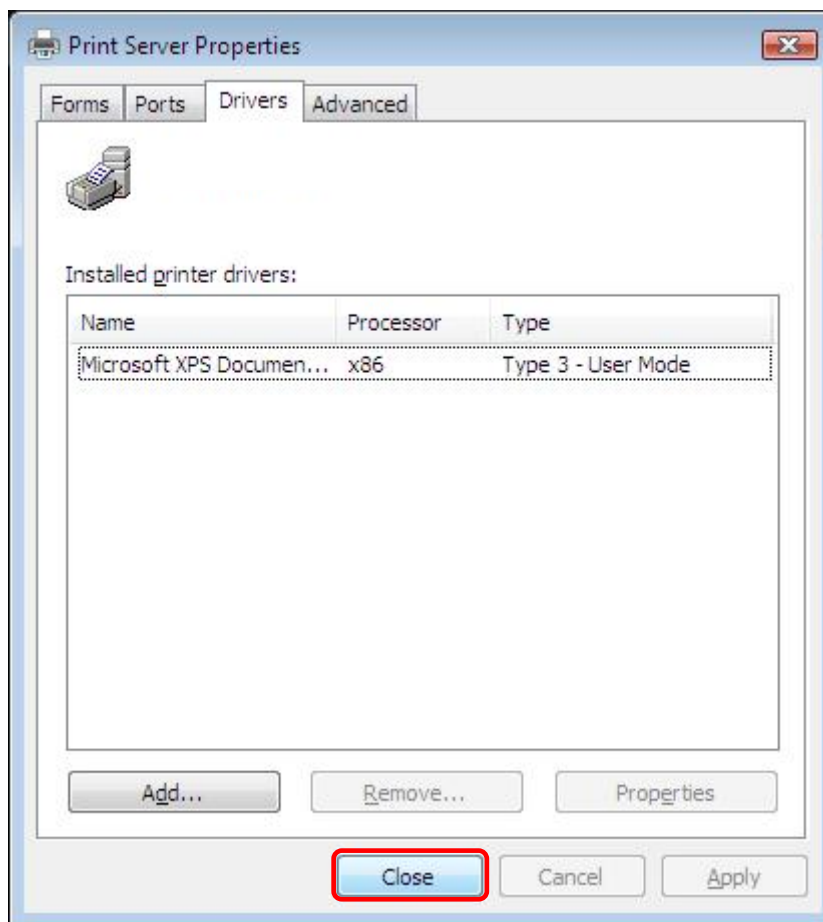 Print Server Properties
Forms Ports Drivers Advanced
Installed printer drivers:
Name Processor Type
Microsoft XPS Documen... x86 Type 3 - User Mode
Add... Remove... Properties
Close Cancel Apply